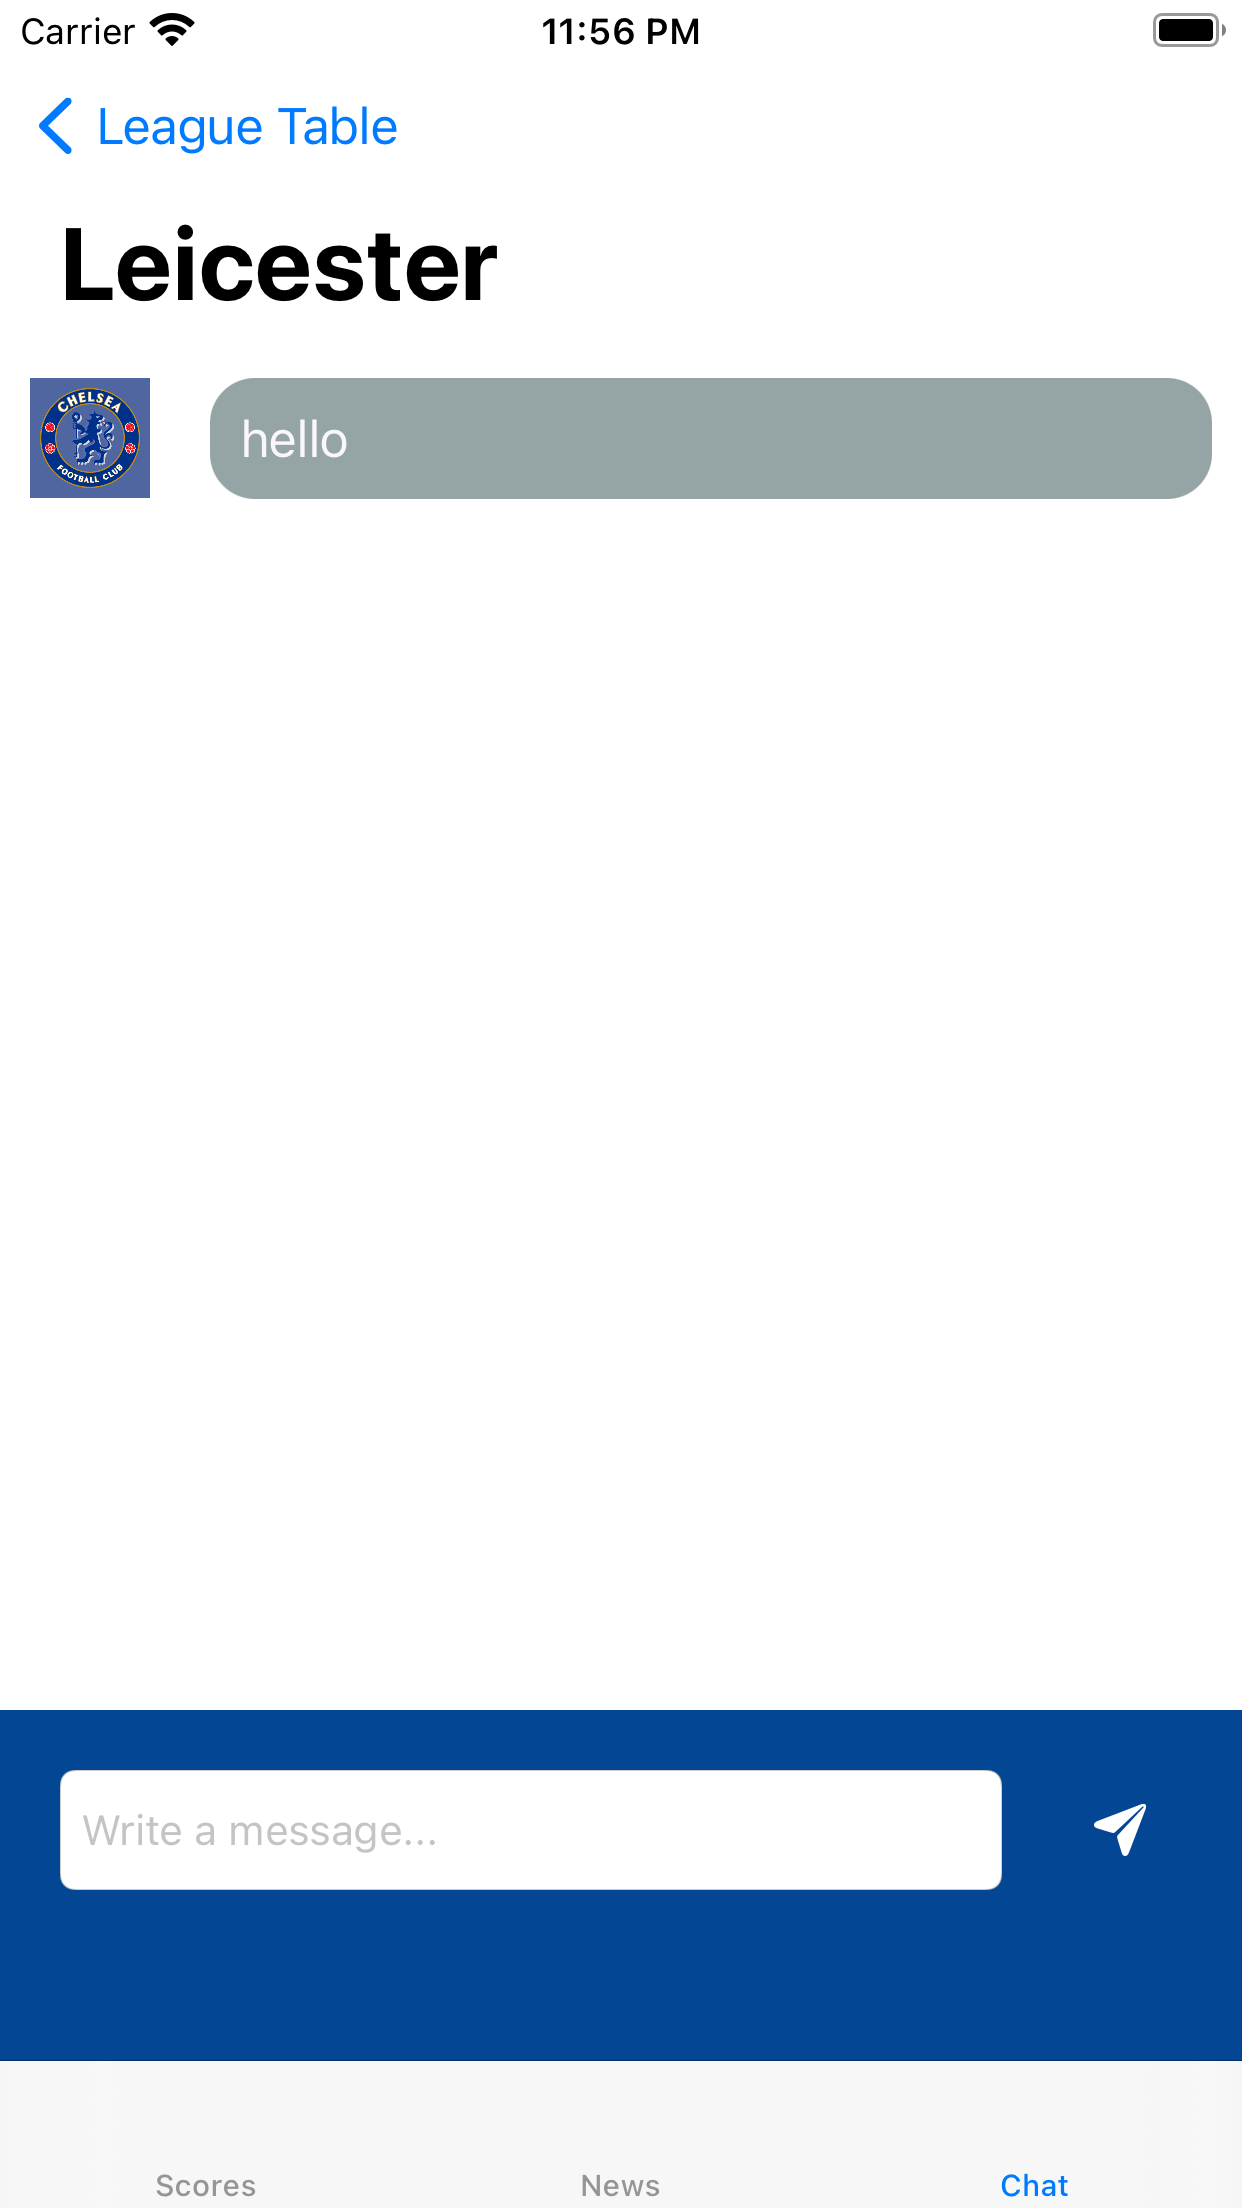 Carrier 11:56 PM
League Table
Leicester
CHELSEA
FOOTBALL CLUB
hello
Write a message...
Scores News Chat